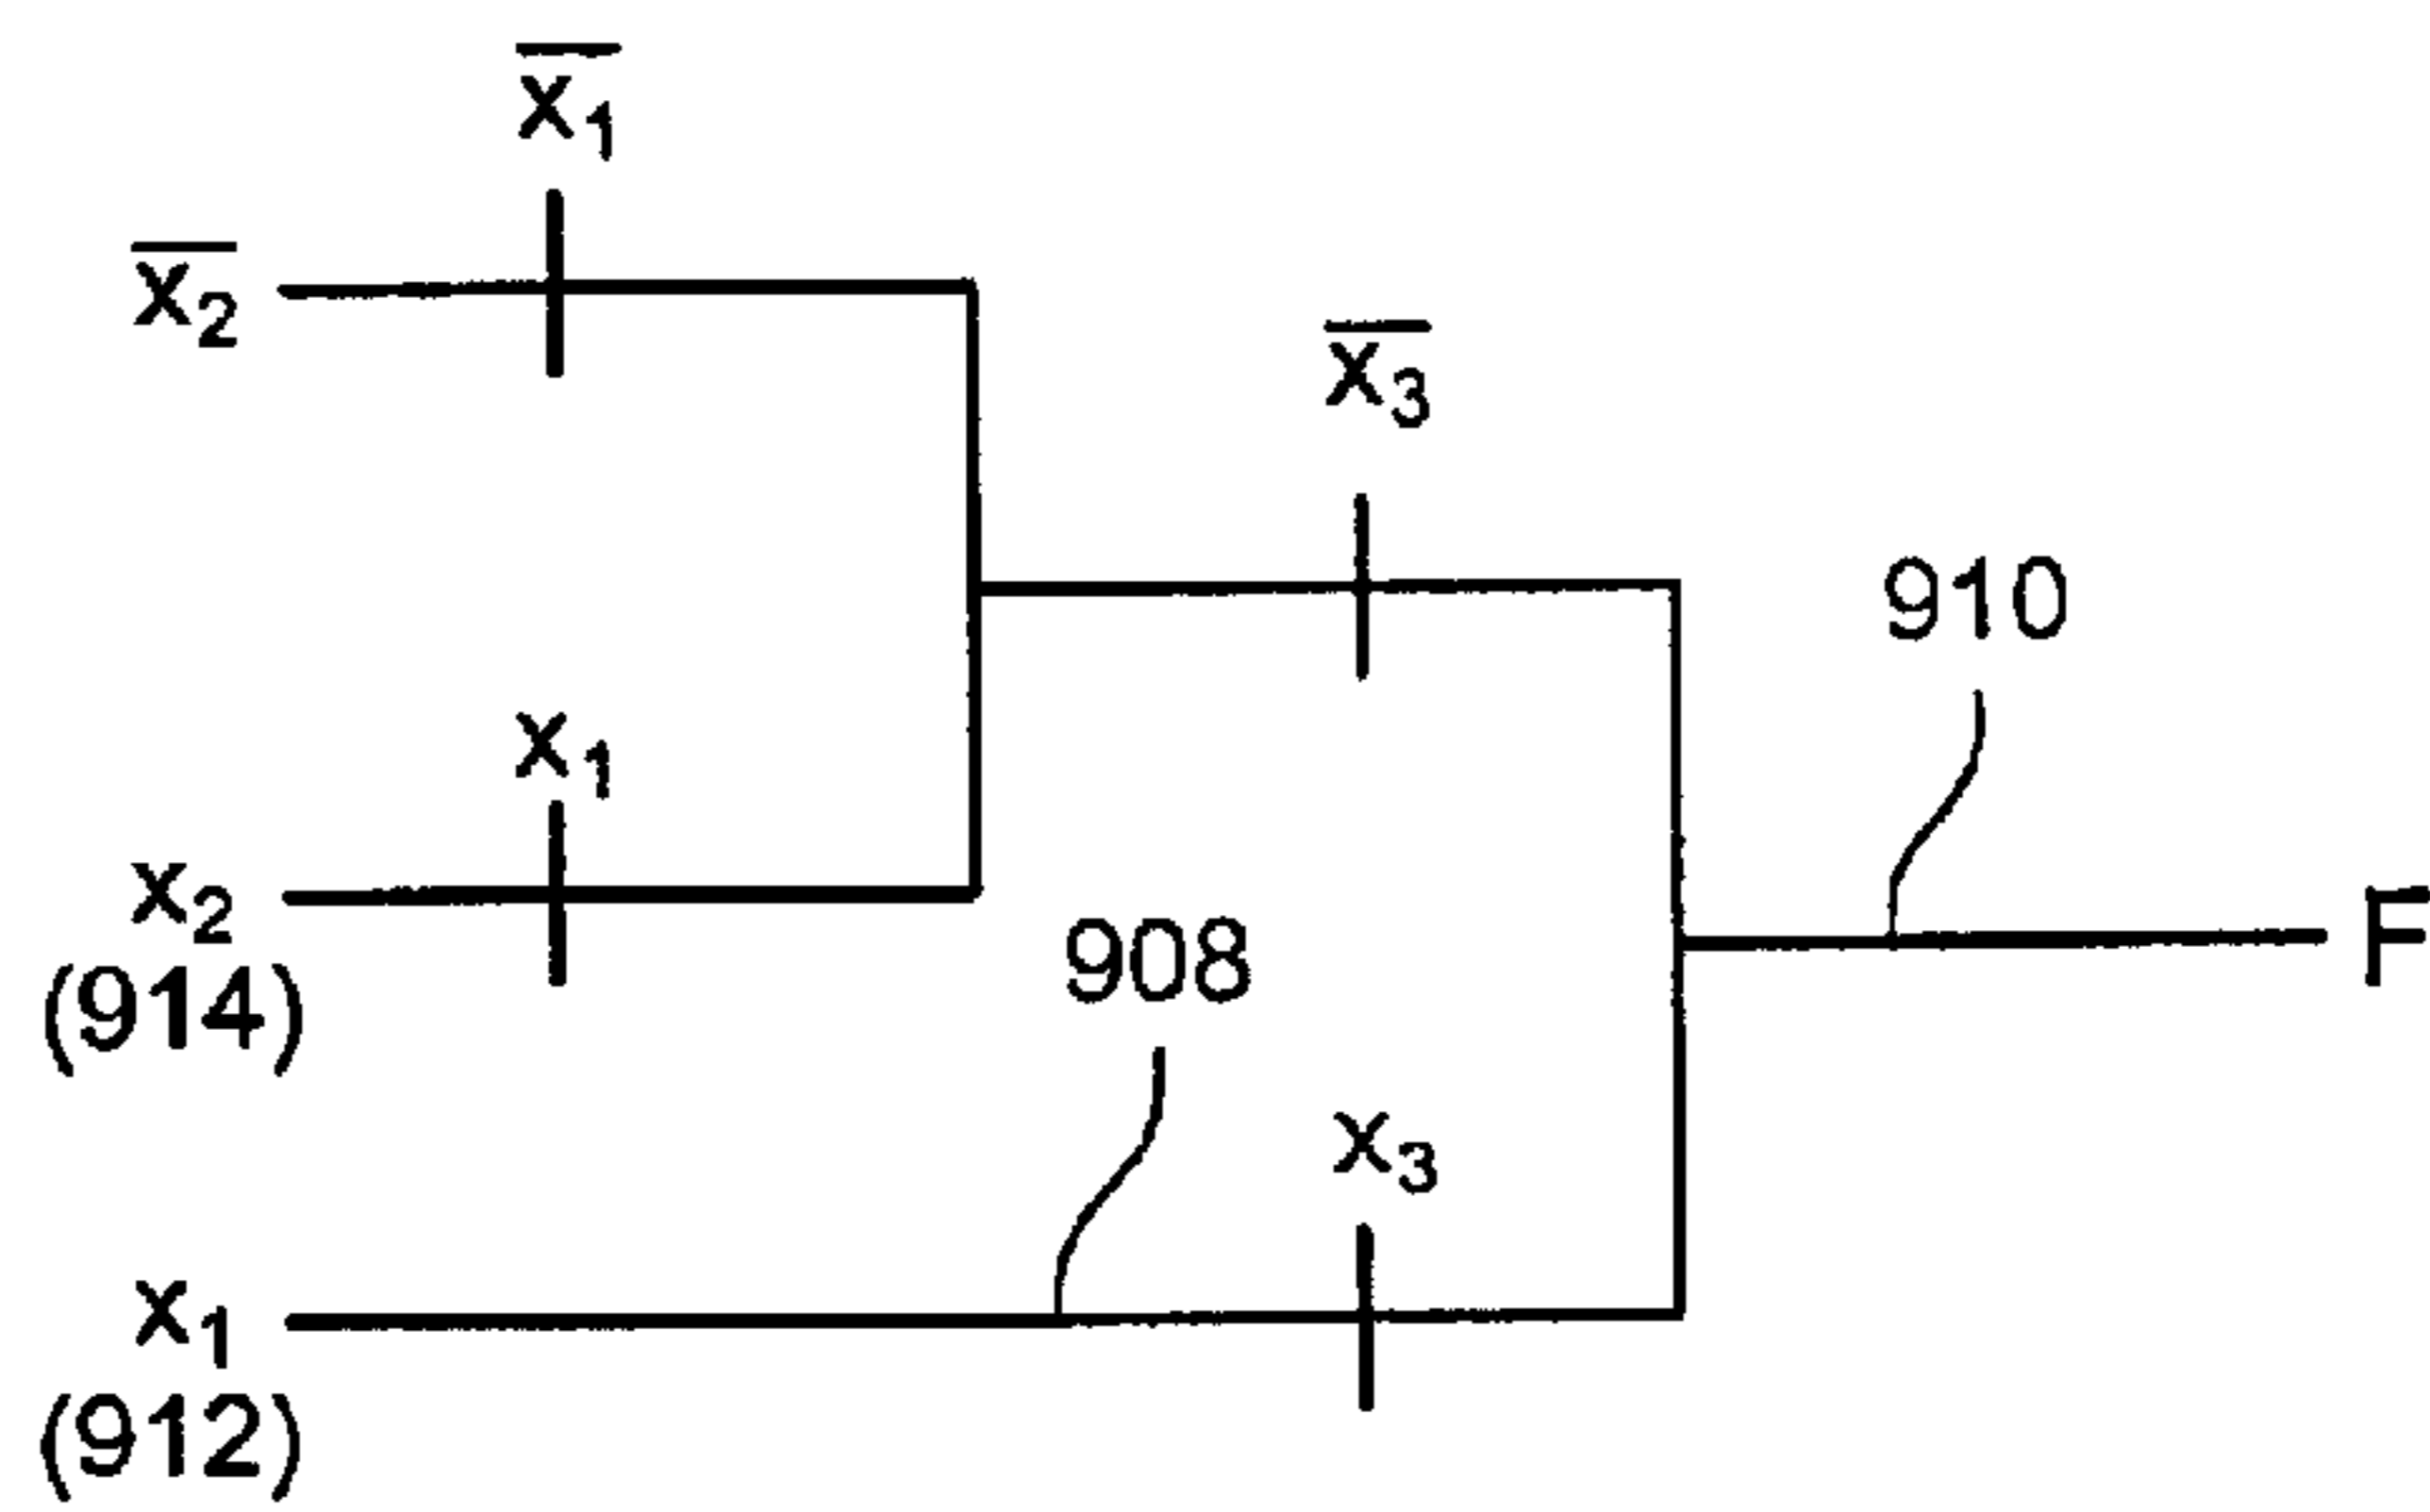 x̅₁
x̅₂
x̅₃
910
x₁
x₂
(914)
908
F
x₃
x₁
(912)